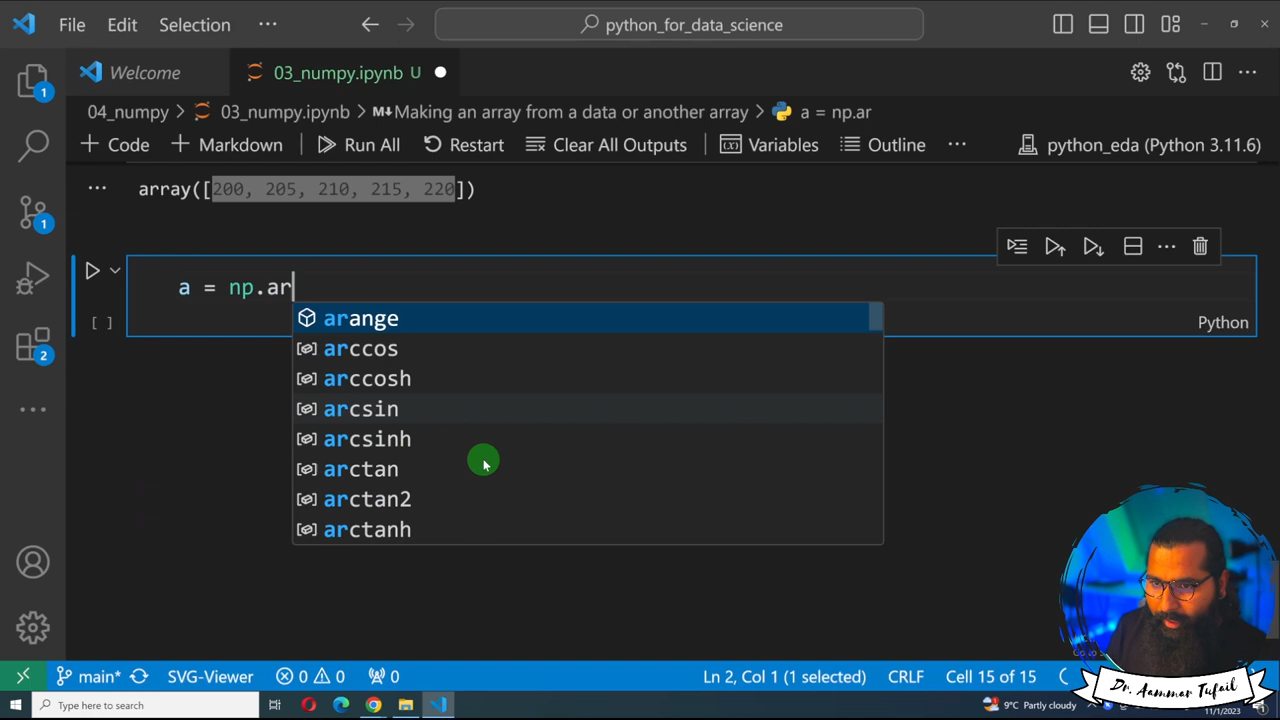 File Edit Selection ··· python_for_data_science
Welcome 03_numpy.ipynb U
04_numpy > 03_numpy.ipynb > M↓Making an array from a data or another array > a = np.ar
+ Code + Markdown Run All Restart Clear All Outputs Variables Outline ··· python_eda (Python 3.11.6)
1
··· array([200, 205, 210, 215, 220])
1
a = np.ar
arange
[ ] Python
2
arccos
arccosh
arcsin
arcsinh
arctan
arctan2
arctanh
main* SVG-Viewer 0 0 0 Ln 2, Col 1 (1 selected) CRLF Cell 15 of 15
Dr. Aammar Tufail
Type here to search 9°C Partly cloudy 11/1/2023